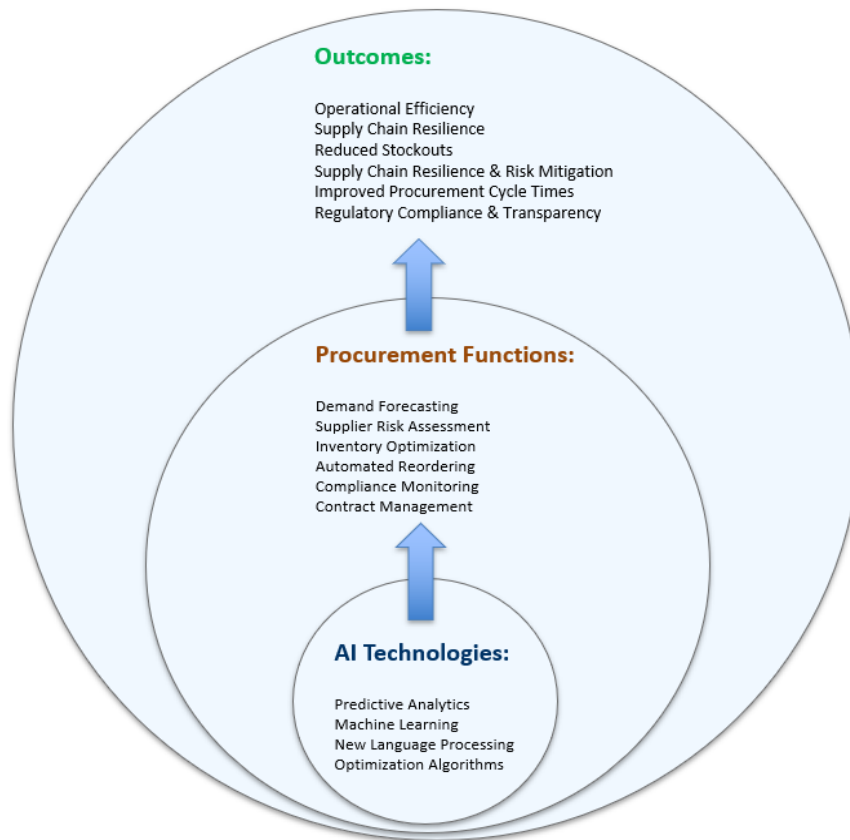 Outcomes:
Operational Efficiency
Supply Chain Resilience
Reduced Stockouts
Supply Chain Resilience & Risk Mitigation
Improved Procurement Cycle Times
Regulatory Compliance & Transparency
Procurement Functions:
Demand Forecasting
Supplier Risk Assessment
Inventory Optimization
Automated Reordering
Compliance Monitoring
Contract Management
AI Technologies:
Predictive Analytics
Machine Learning
New Language Processing
Optimization Algorithms